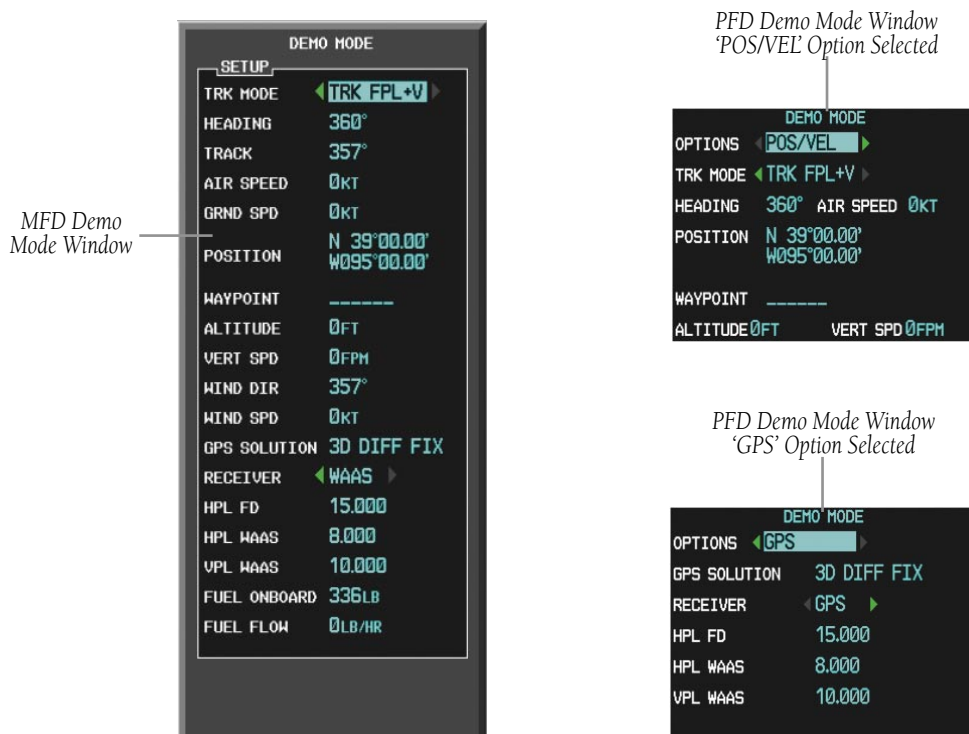 MFD Demo
Mode Window
DEMO MODE
SETUP
TRK MODE TRK FPL+V
HEADING 360°
TRACK 357°
AIR SPEED 0KT
GRND SPD 0KT
POSITION N 39°00.00'
W095°00.00'
WAYPOINT ______
ALTITUDE 0FT
VERT SPD 0FPM
WIND DIR 357°
WIND SPD 0KT
GPS SOLUTION 3D DIFF FIX
RECEIVER WAAS
HPL FD 15.000
HPL WAAS 8.000
VPL WAAS 10.000
FUEL ONBOARD 336LB
FUEL FLOW 0LB/HR
PFD Demo Mode Window
‘POS/VEL’ Option Selected
DEMO MODE
OPTIONS POS/VEL
TRK MODE TRK FPL+V
HEADING 360° AIR SPEED 0KT
POSITION N 39°00.00'
W095°00.00'
WAYPOINT ______
ALTITUDE 0FT VERT SPD 0FPM
PFD Demo Mode Window
‘GPS’ Option Selected
DEMO MODE
OPTIONS GPS
GPS SOLUTION 3D DIFF FIX
RECEIVER GPS
HPL FD 15.000
HPL WAAS 8.000
VPL WAAS 10.000